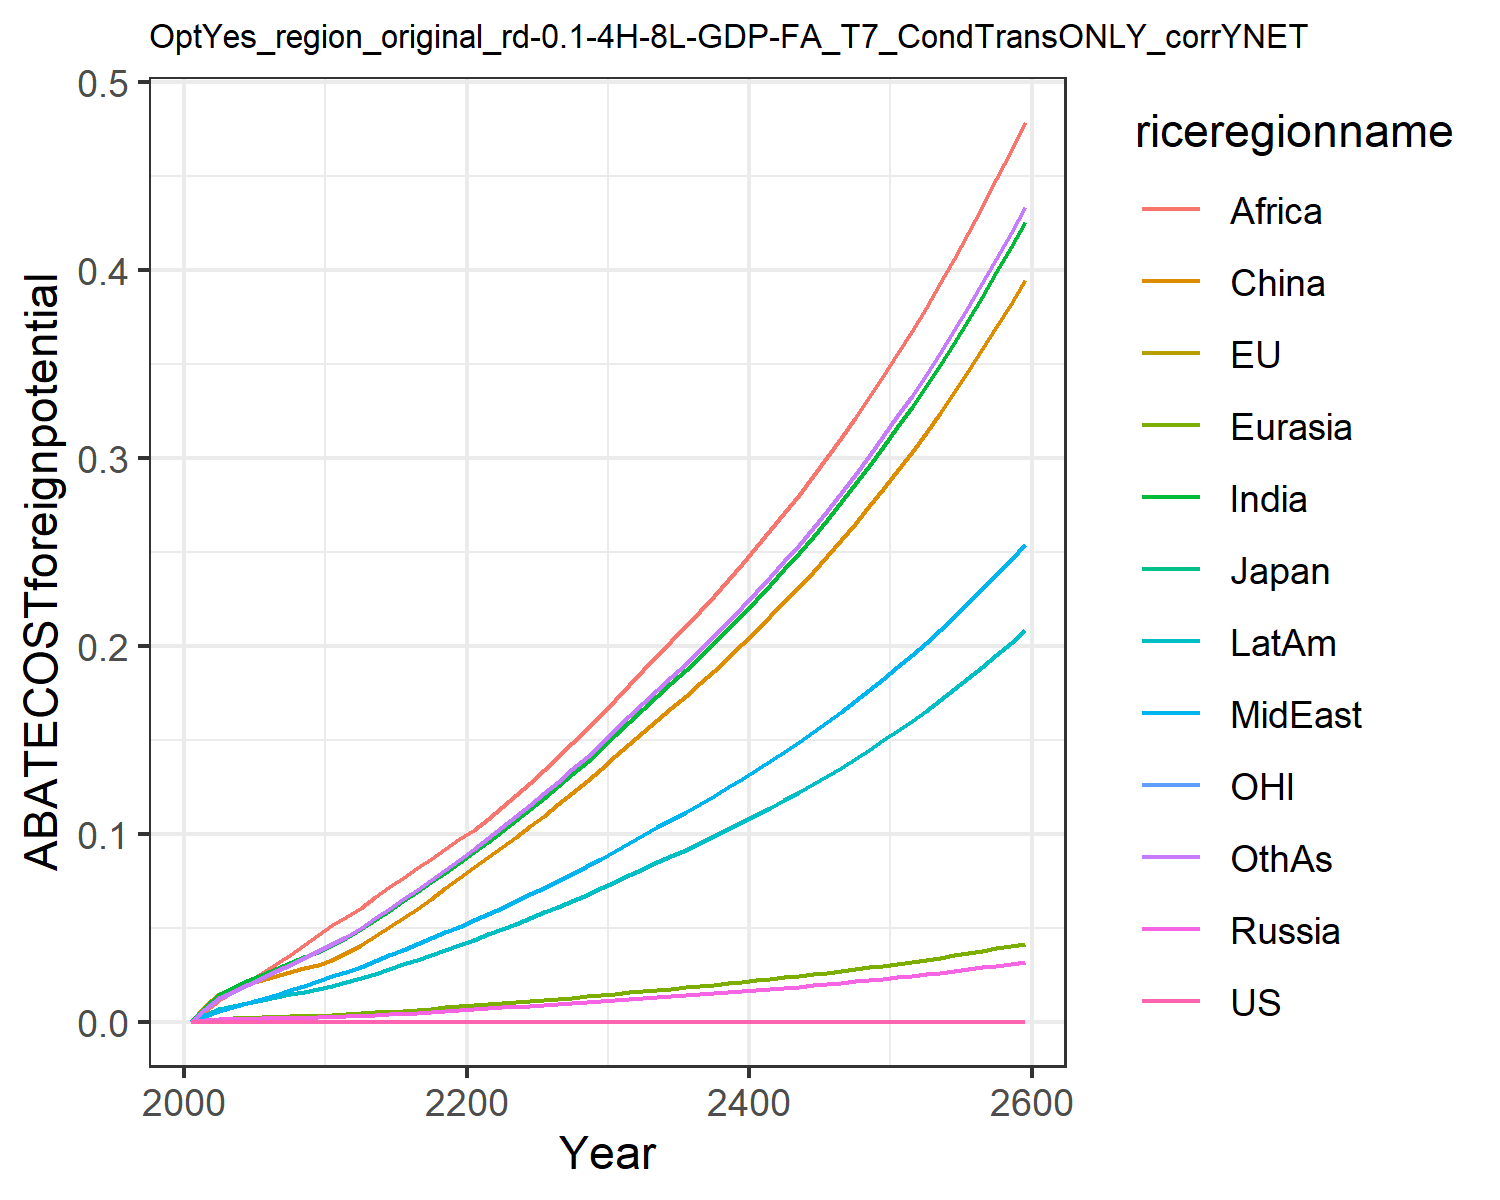 OptYes_region_original_rd-0.1-4H-8L-GDP-FA_T7_CondTransONLY_corrYNET
ABATECOSTforeignpotential
0.5
0.4
0.3
0.2
0.1
0.0
2000 2200 2400 2600
Year
riceregionname
Africa
China
EU
Eurasia
India
Japan
LatAm
MidEast
OHI
OthAs
Russia
US